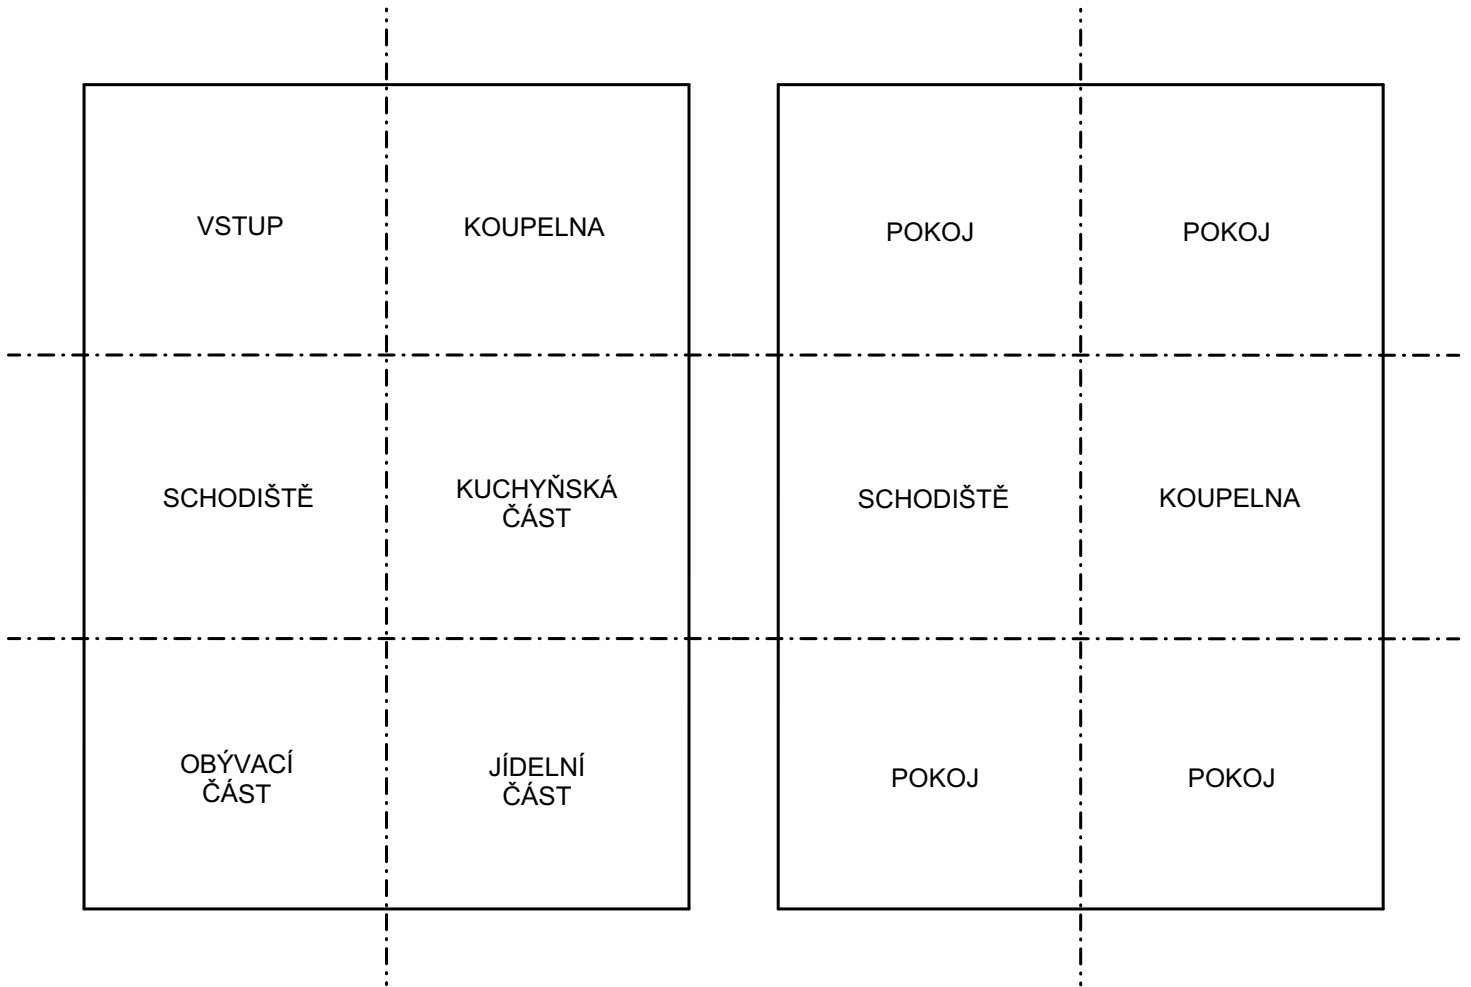 VSTUP
KOUPELNA
SCHODIŠTĚ
KUCHYŇSKÁ
ČÁST
OBÝVACÍ
ČÁST
JÍDELNÍ
ČÁST
POKOJ
POKOJ
SCHODIŠTĚ
KOUPELNA
POKOJ
POKOJ